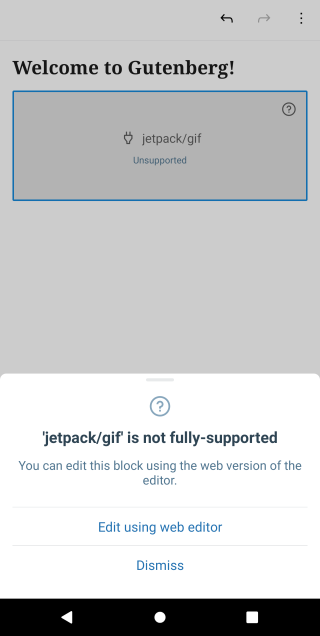 Welcome to Gutenberg!
jetpack/gif
Unsupported
'jetpack/gif' is not fully-supported
You can edit this block using the web version of the
editor.
Edit using web editor
Dismiss